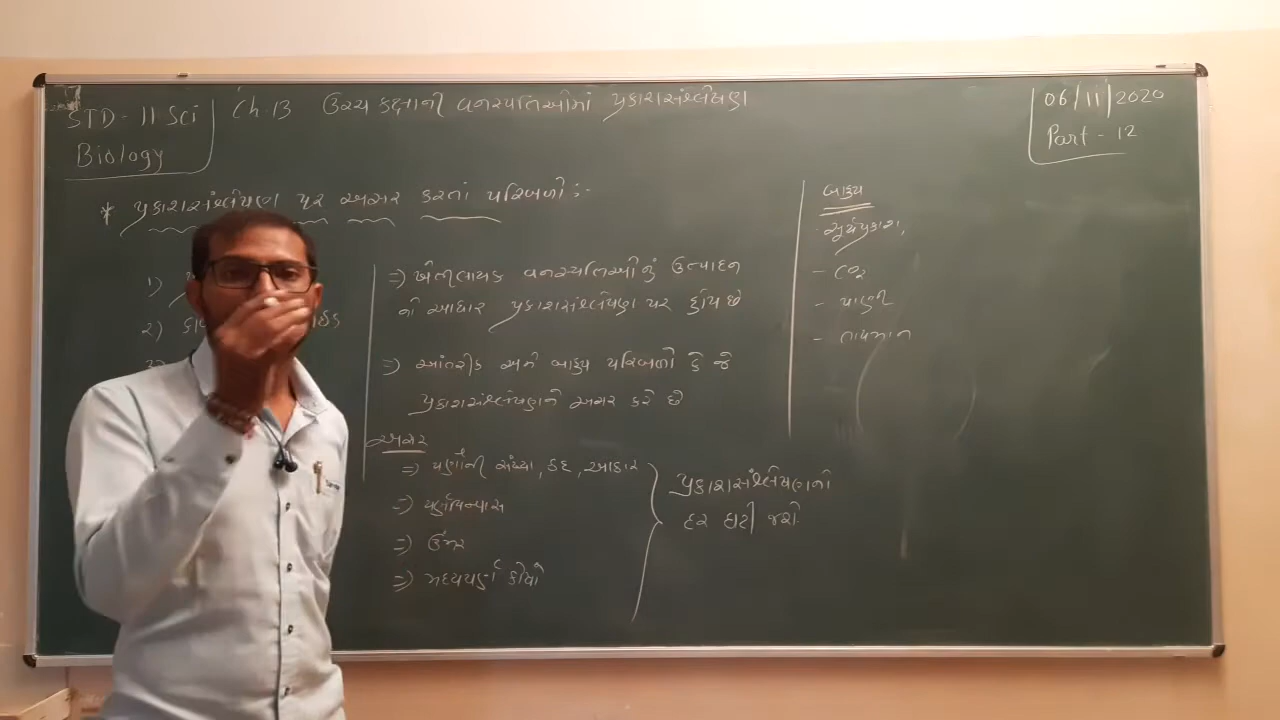 STD - 11 Sci
Biology
Ch 13 ઉચ્ચ કક્ષાની વનસ્પતિઓમાં પ્રકાશસંશ્લેષણ
06/11/2020
Part - 12
* પ્રકાશસંશ્લેષણ પર અસર કરતાં પરિબળો :-
1)
2)
⇒ ખેતીલાયક વનસ્પતિઓનું ઉત્પાદન
નો આધાર પ્રકાશસંશ્લેષણ પર હોય છે
⇒ આંતરીક અને બાહ્ય પરિબળો કે જે
પ્રકાશસંશ્લેષણને અસર કરે છે
અસર
⇒ પર્ણોની સંખ્યા, કદ, આકાર
⇒ પર્ણવિન્યાસ
⇒ ઉંમર
⇒ મધ્યપર્ણ કોષો
પ્રકાશસંશ્લેષણનો
દર ઘટી જશે.
બાહ્ય
- સૂર્યપ્રકાશ,
- CO2
- પાણી
- તાપમાન